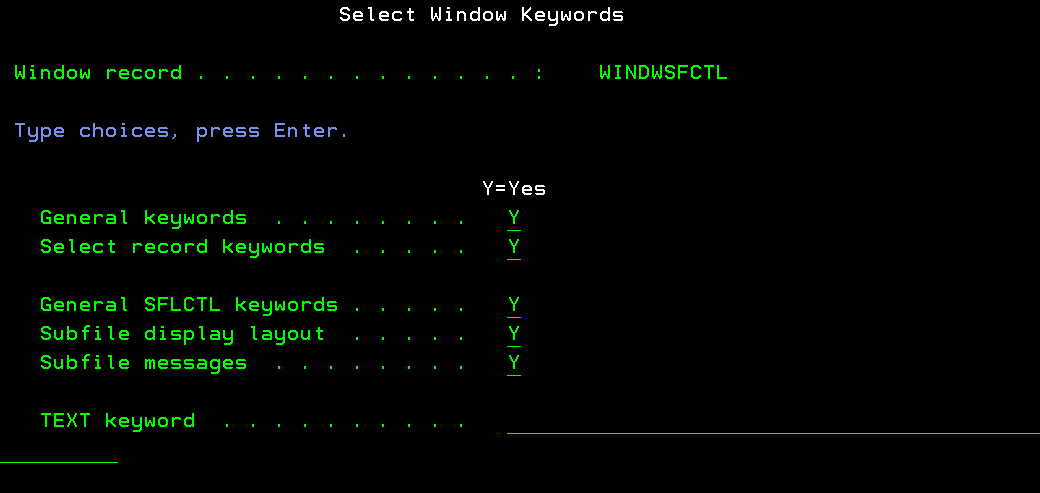 Select Window Keywords
Window record . . . . . . . . . . . . . :    WINDWSFCTL
Type choices, press Enter.
Y=Yes
General keywords  . . . . . . . .   Y
Select record keywords  . . . . .   Y
General SFLCTL keywords . . . . .   Y
Subfile display layout  . . . . .   Y
Subfile messages  . . . . . . . .   Y
TEXT keyword  . . . . . . . . . .